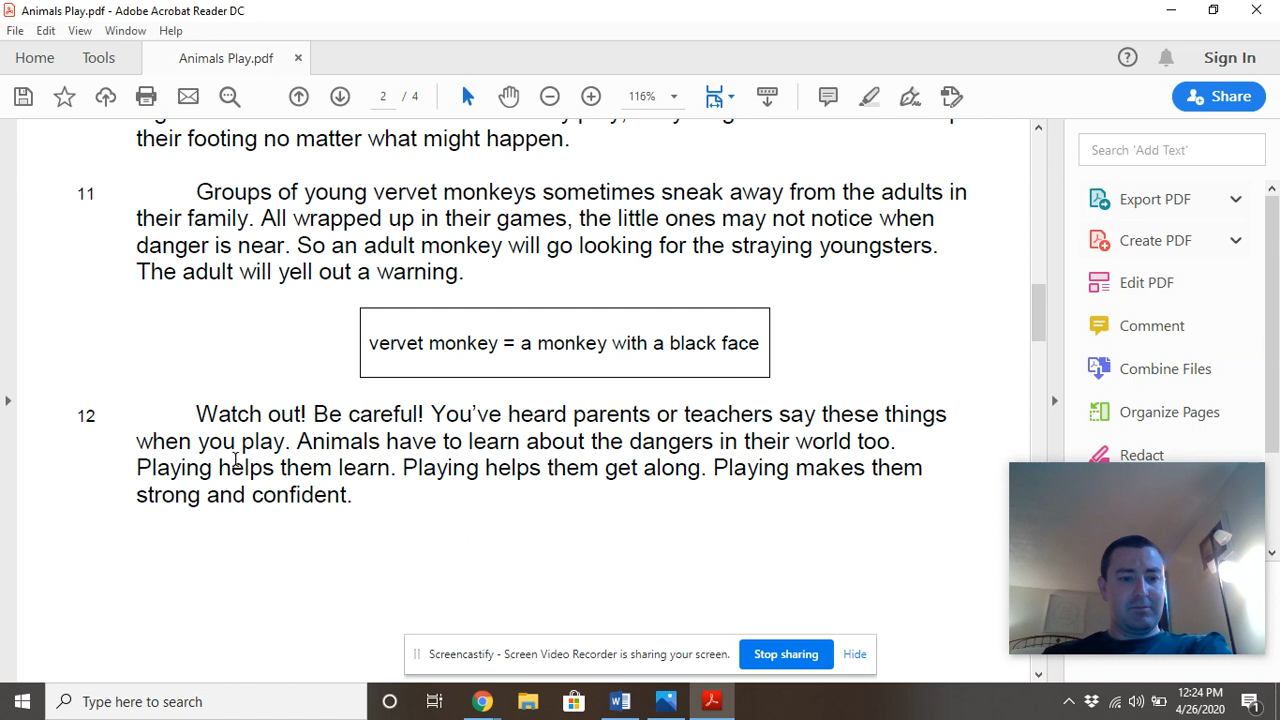 Animals Play.pdf - Adobe Acrobat Reader DC
File Edit View Window Help
Home Tools Animals Play.pdf × Sign In
2 / 4 116% Share
their footing no matter what might happen.
Search 'Add Text'
Export PDF
Create PDF
Edit PDF
Comment
Combine Files
Organize Pages
Redact
11 Groups of young vervet monkeys sometimes sneak away from the adults in
their family. All wrapped up in their games, the little ones may not notice when
danger is near. So an adult monkey will go looking for the straying youngsters.
The adult will yell out a warning.
vervet monkey = a monkey with a black face
12 Watch out! Be careful! You've heard parents or teachers say these things
when you play. Animals have to learn about the dangers in their world too.
Playing helps them learn. Playing helps them get along. Playing makes them
strong and confident.
Screencastify - Screen Video Recorder is sharing your screen. Stop sharing Hide
Type here to search
12:24 PM
4/26/2020
1